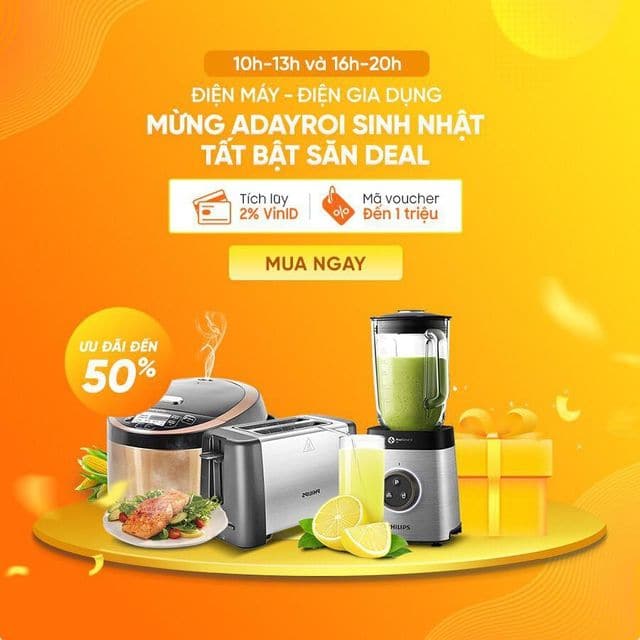 10h-13h và 16h-20h
ĐIỆN MÁY - ĐIỆN GIA DỤNG
MỪNG ADAYROI SINH NHẬT
TẤT BẬT SĂN DEAL
Tích lũy
2% VinID
Mã voucher
Đến 1 triệu
%
MUA NGAY
ƯU ĐÃI ĐẾN
50%
PHILIPS
PHILIPS